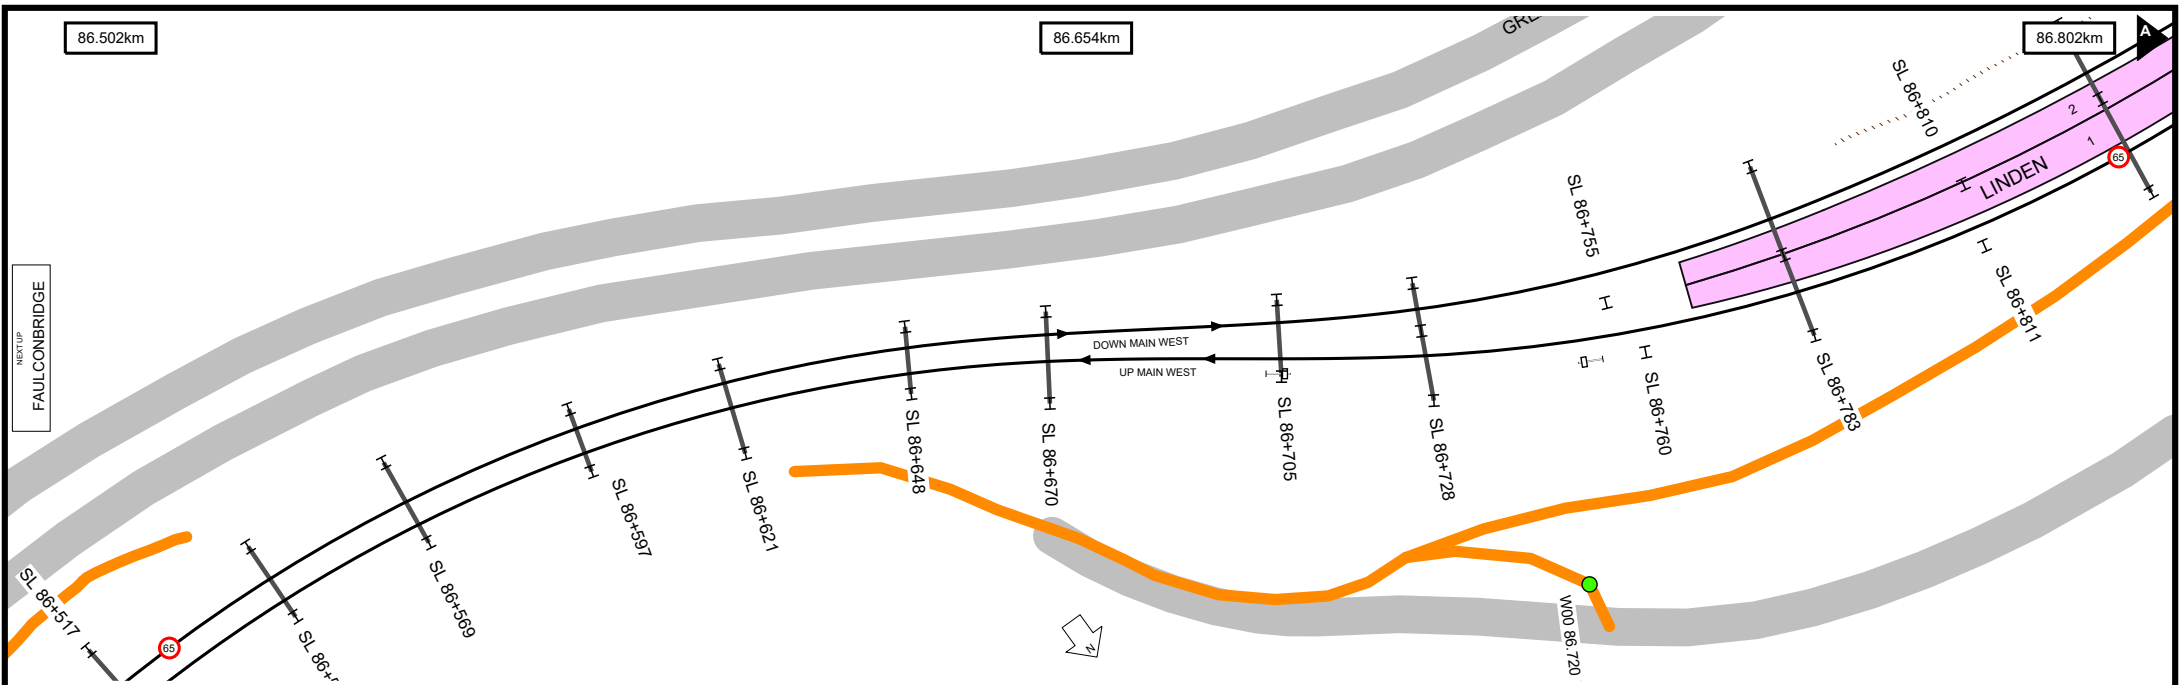 86.502km
86.654km
86.802km
A
SL 86+810
2
1
LINDEN
65
SL 86+755
NEXT UP
FAULCONBRIDGE
DOWN MAIN WEST
UP MAIN WEST
SL 86+811
SL 86+783
SL 86+760
SL 86+728
SL 86+705
SL 86+670
SL 86+648
SL 86+621
SL 86+597
SL 86+569
SL 86+517
65
N
W00 86.720